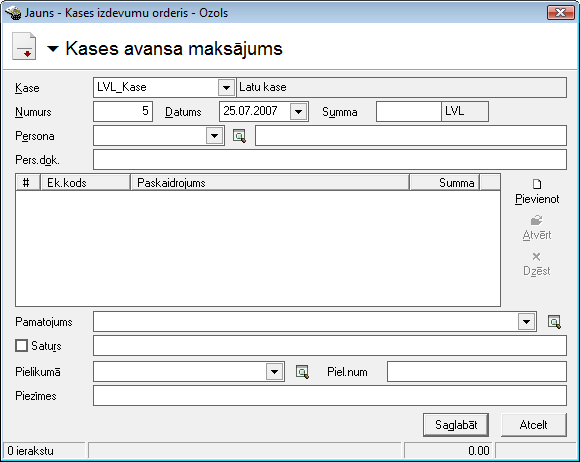 Jauns - Kases izdevumu orderis - Ozols
Kases avansa maksājums
Kase LVL_Kase Latu kase
Numurs 5 Datums 25.07.2007 Summa LVL
Persona
Pers.dok.
# Ek.kods Paskaidrojums Summa
Pievienot
Atvērt
Dzēst
Pamatojums
Saturs
Pielikumā Piel.num
Piezīmes
Saglabāt Atcelt
0 ierakstu 0.00